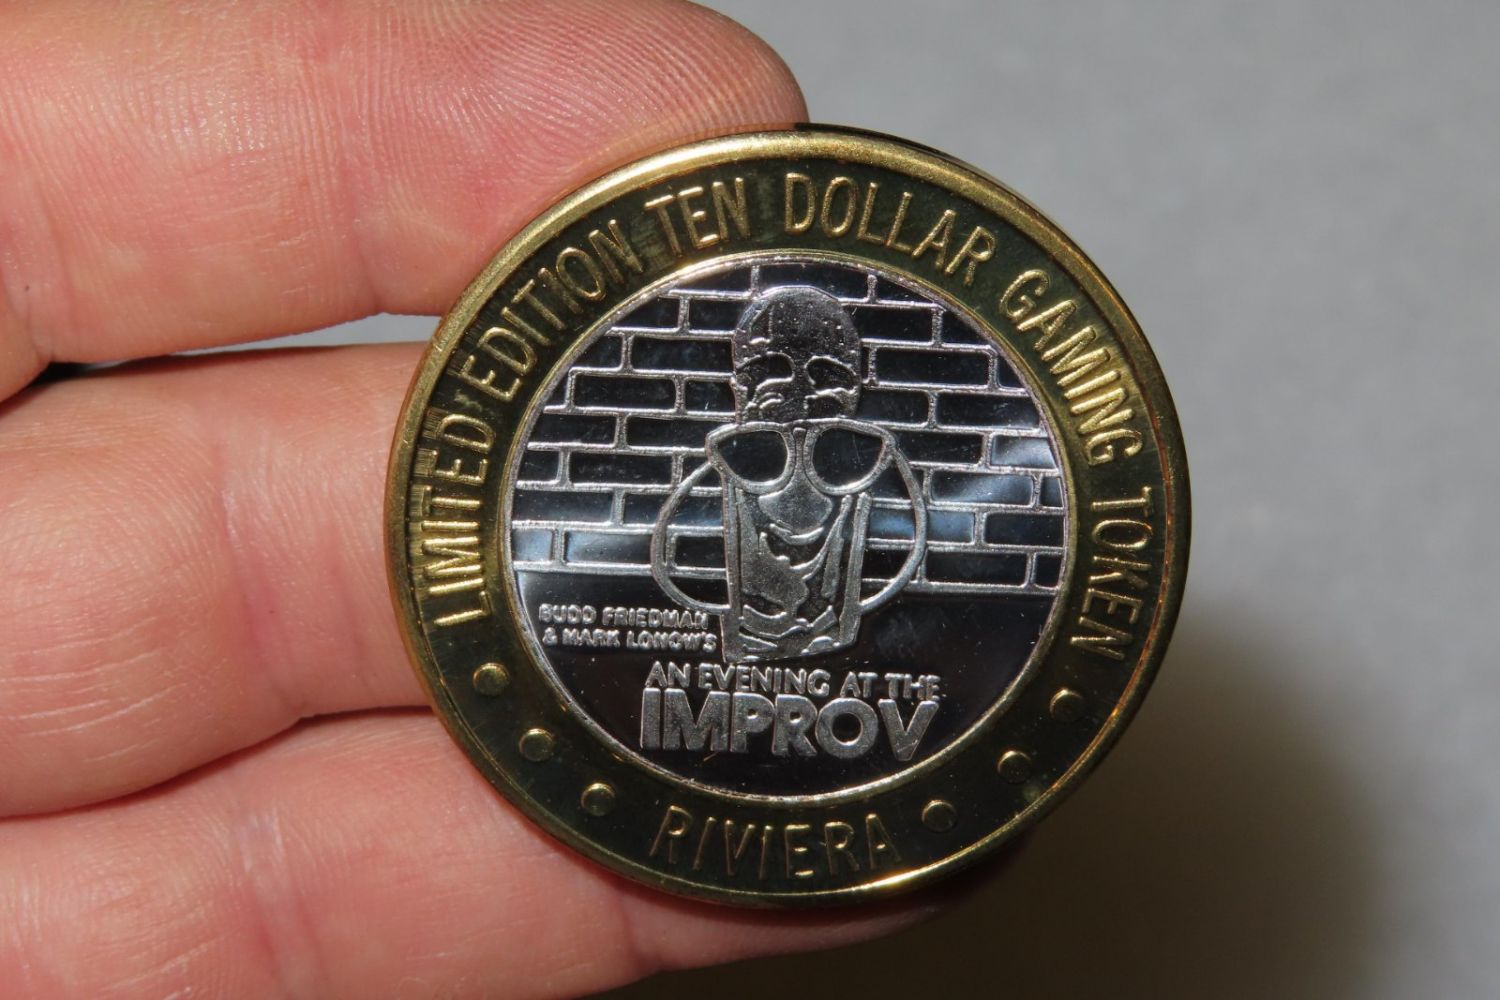 LIMITED EDITION TEN DOLLAR GAMING TOKEN
BUDD FRIEDMAN
& MARK LONOW'S
AN EVENING AT THE
IMPROV
RIVIERA